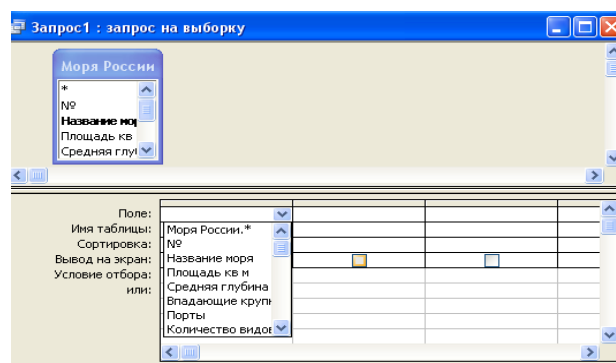 Запрос1 : запрос на выборку
Моря России
*
№
Название мор
Площадь кв
Средняя глу
Поле:
Имя таблицы:
Сортировка:
Вывод на экран:
Условие отбора:
или:
Моря России.*
№
Название моря
Площадь кв м
Средняя глубина
Впадающие крупн
Порты
Количество видов